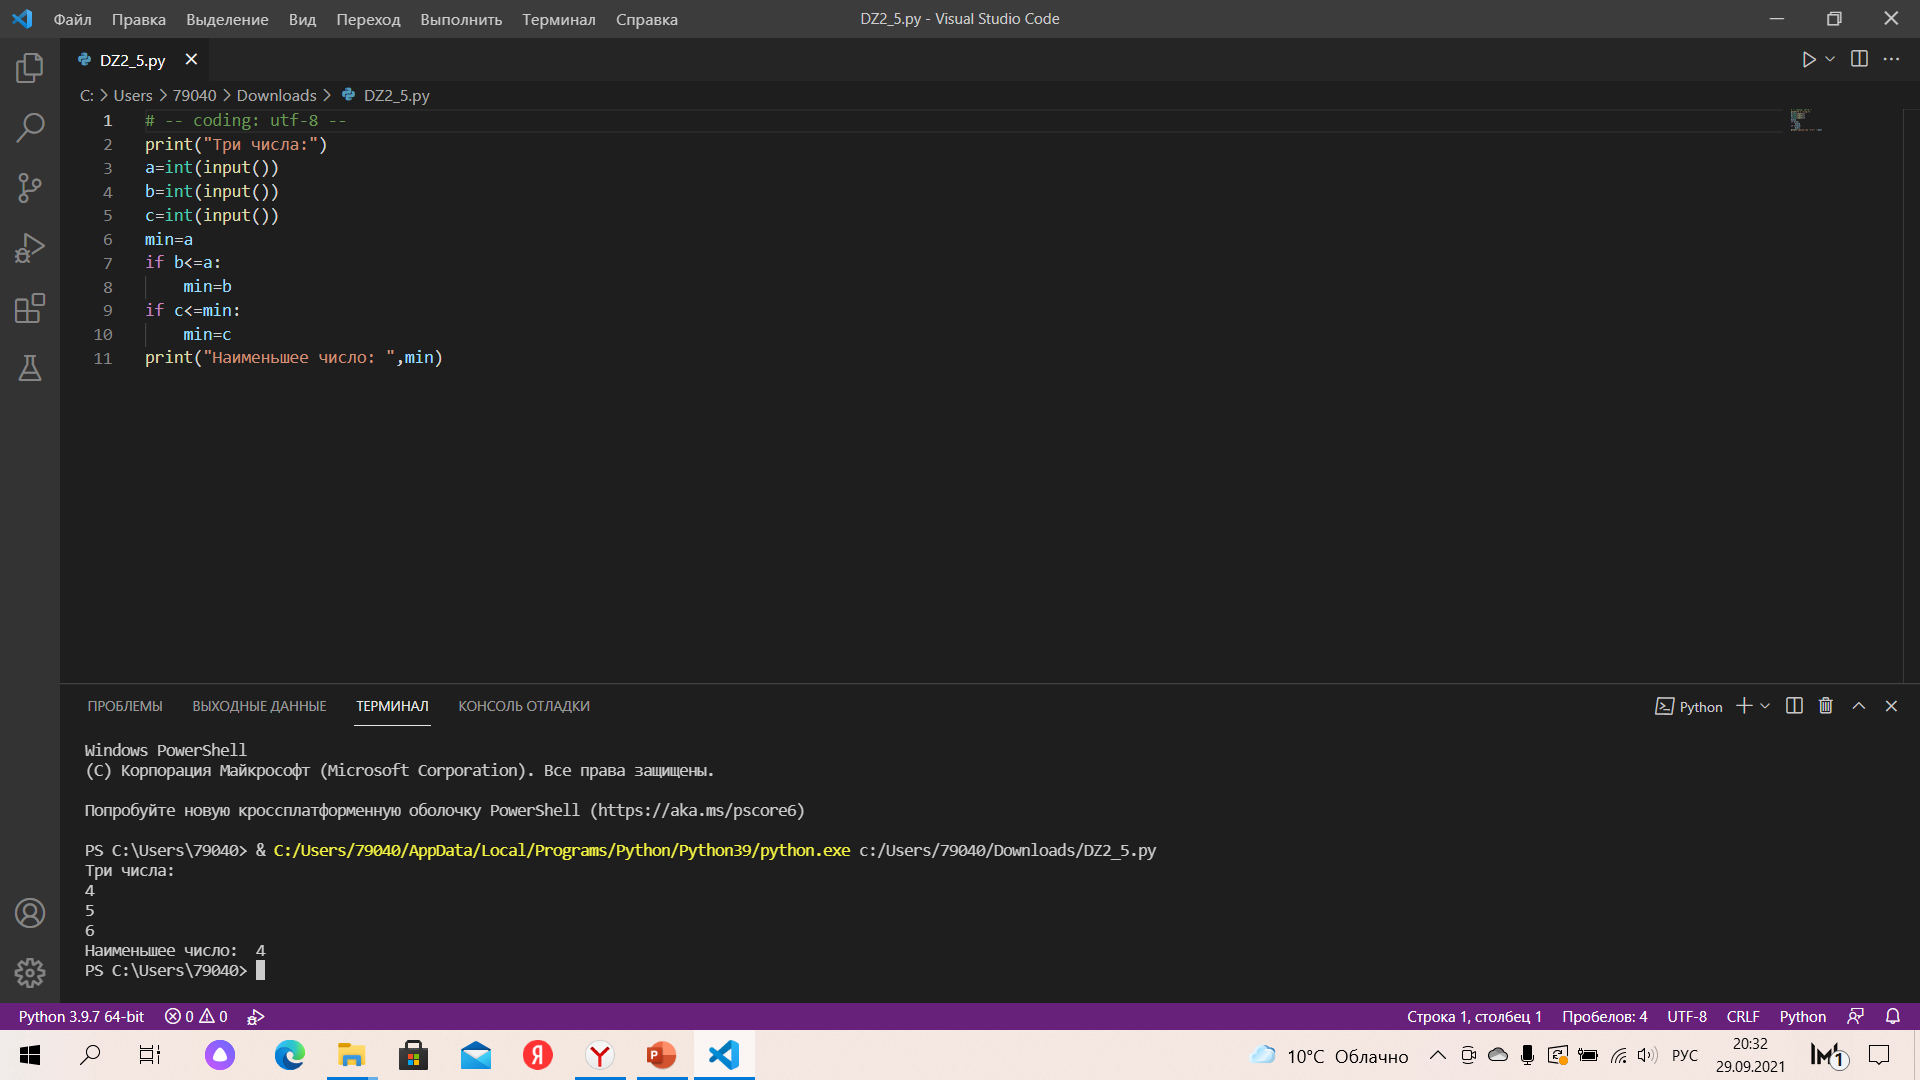 Файл Правка Выделение Вид Переход Выполнить Терминал Справка DZ2_5.py - Visual Studio Code
DZ2_5.py
C: > Users > 79040 > Downloads > DZ2_5.py
1 # -- coding: utf-8 --
2 print("Три числа:")
3 a=int(input())
4 b=int(input())
5 c=int(input())
6 min=a
7 if b<=a:
8     min=b
9 if c<=min:
10     min=c
11 print("Наименьшее число: ",min)
ПРОБЛЕМЫ ВЫХОДНЫЕ ДАННЫЕ ТЕРМИНАЛ КОНСОЛЬ ОТЛАДКИ Python
Windows PowerShell
(C) Корпорация Майкрософт (Microsoft Corporation). Все права защищены.
Попробуйте новую кроссплатформенную оболочку PowerShell (https://aka.ms/pscore6)
PS C:\Users\79040> & C:/Users/79040/AppData/Local/Programs/Python/Python39/python.exe c:/Users/79040/Downloads/DZ2_5.py
Три числа:
4
5
6
Наименьшее число:  4
PS C:\Users\79040>
Python 3.9.7 64-bit 0 0 Строка 1, столбец 1 Пробелов: 4 UTF-8 CRLF Python
10°C Облачно РУС 20:32
29.09.2021
1